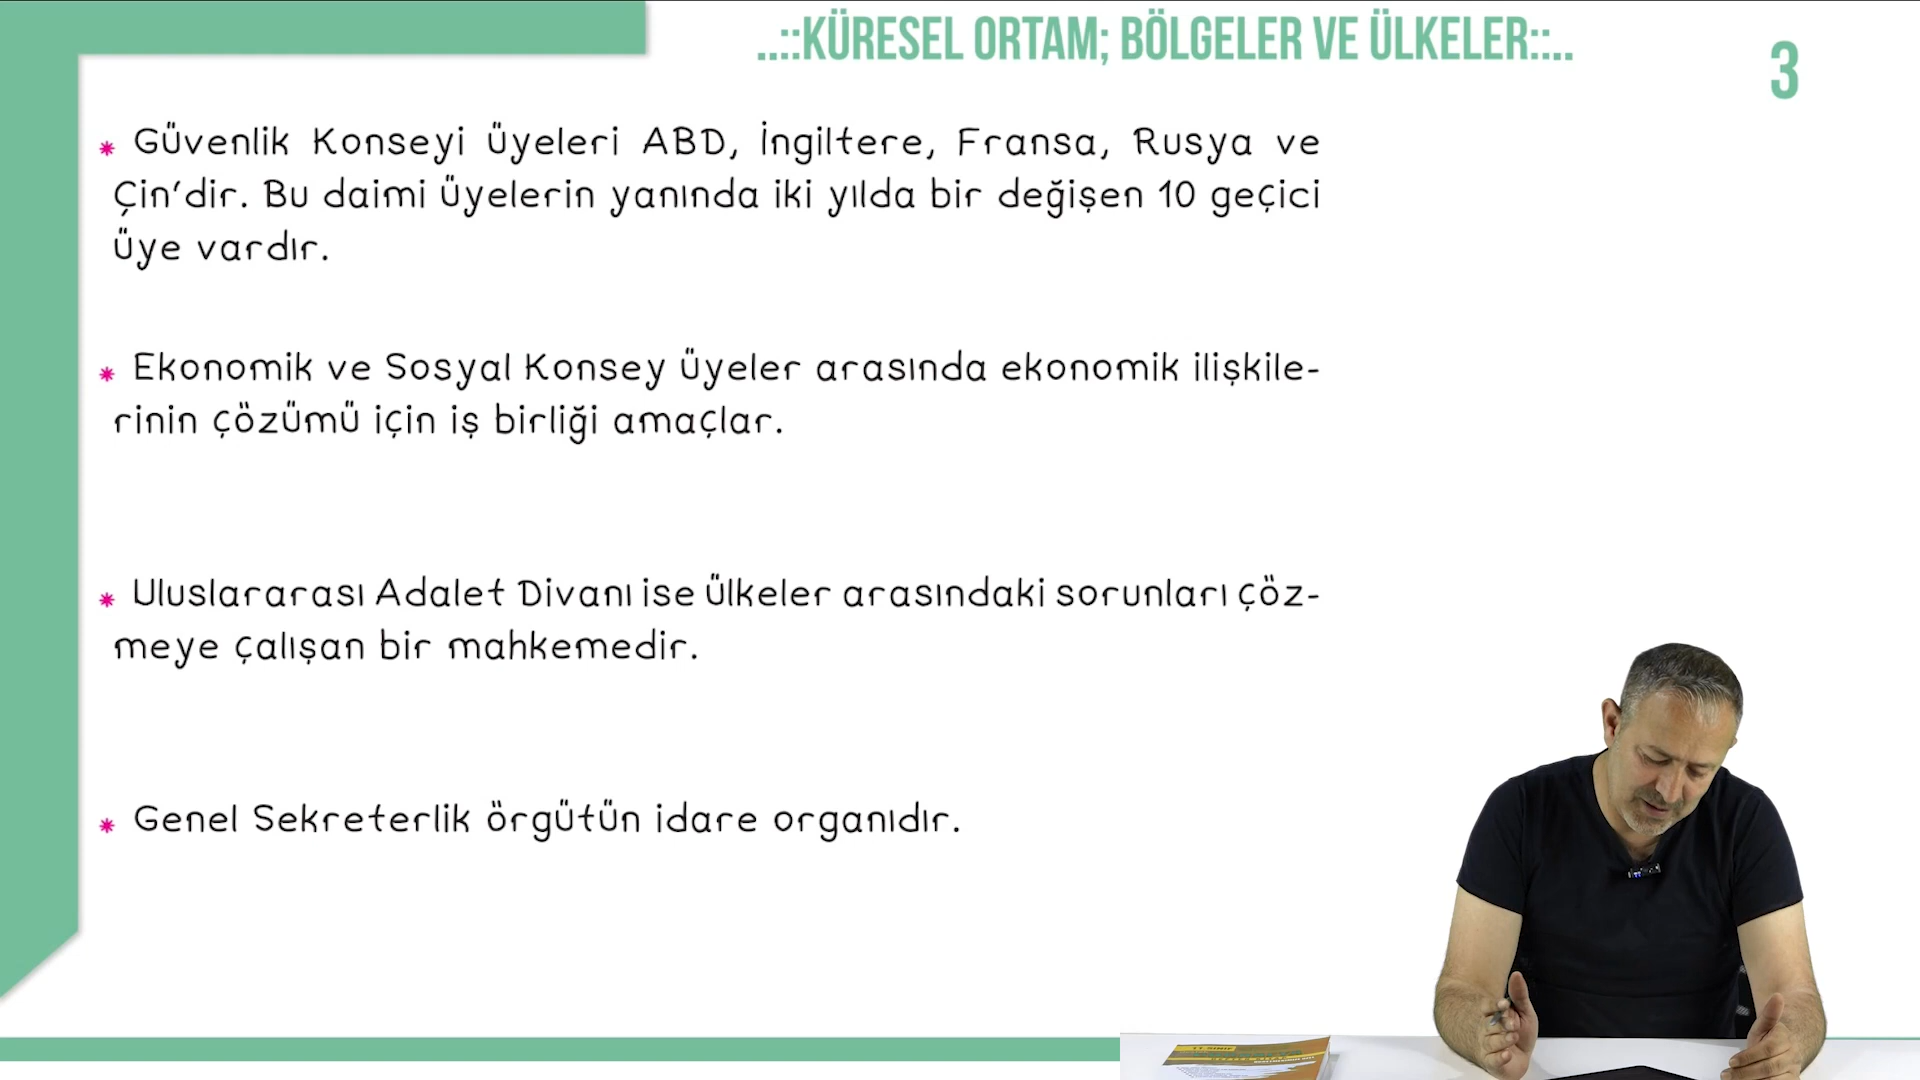 ..::KÜRESEL ORTAM; BÖLGELER VE ÜLKELER::..
3
* Güvenlik Konseyi üyeleri ABD, İngiltere, Fransa, Rusya ve
Çin'dir. Bu daimi üyelerin yanında iki yılda bir değişen 10 geçici
üye vardır.
* Ekonomik ve Sosyal Konsey üyeler arasında ekonomik ilişkile-
rinin çözümü için iş birliği amaçlar.
* Uluslararası Adalet Divanı ise ülkeler arasındaki sorunları çöz-
meye çalışan bir mahkemedir.
* Genel Sekreterlik örgütün idare organıdır.
11. SINIF